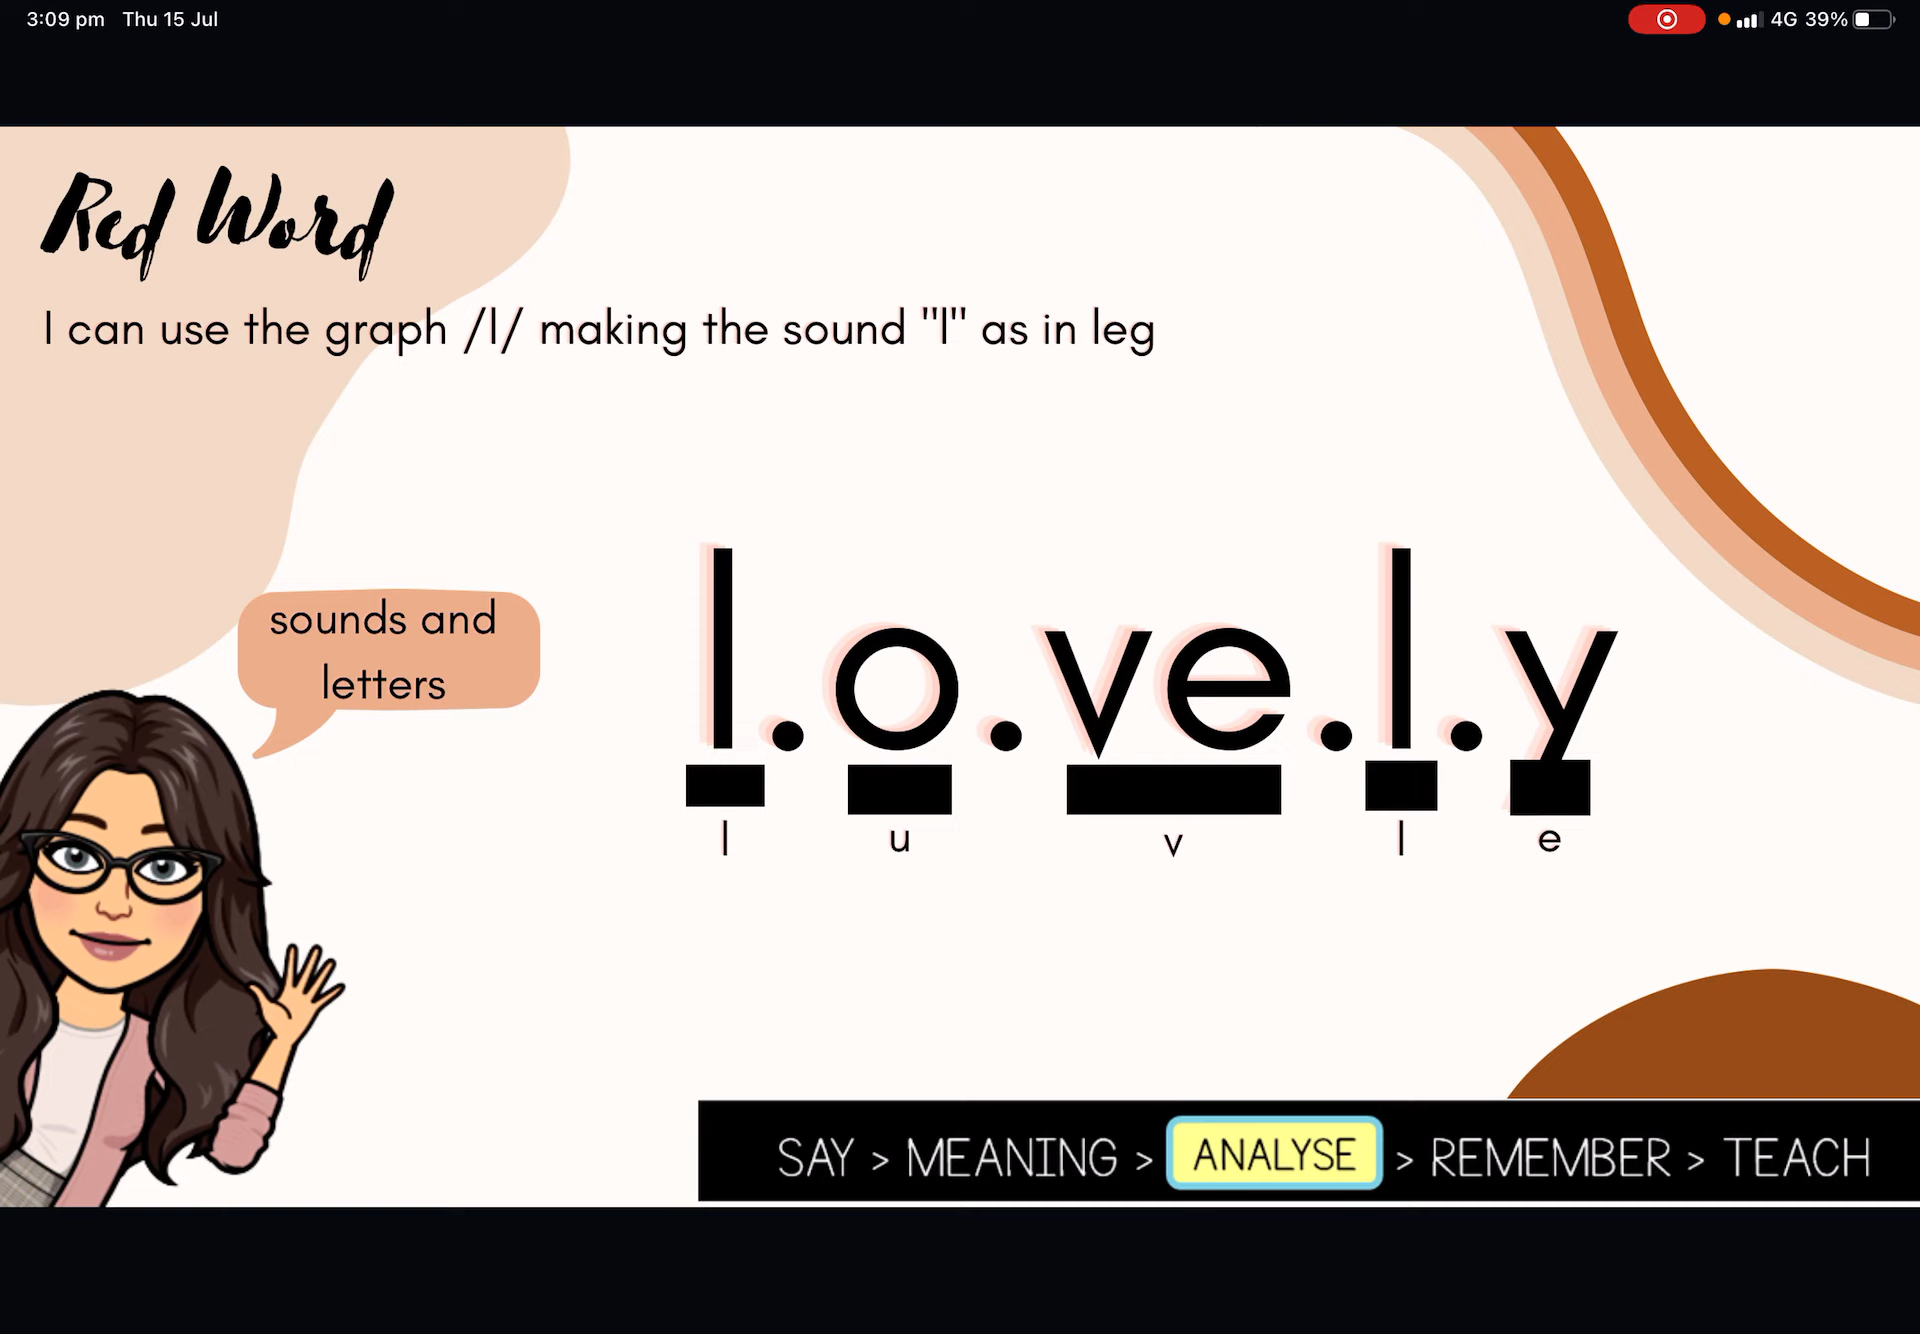 3:09 pm Thu 15 Jul
4G 39%
Red Word
I can use the graph /l/ making the sound "l" as in leg
sounds and
letters
l.o.ve.l.y
l u v l e
SAY > MEANING > ANALYSE > REMEMBER > TEACH